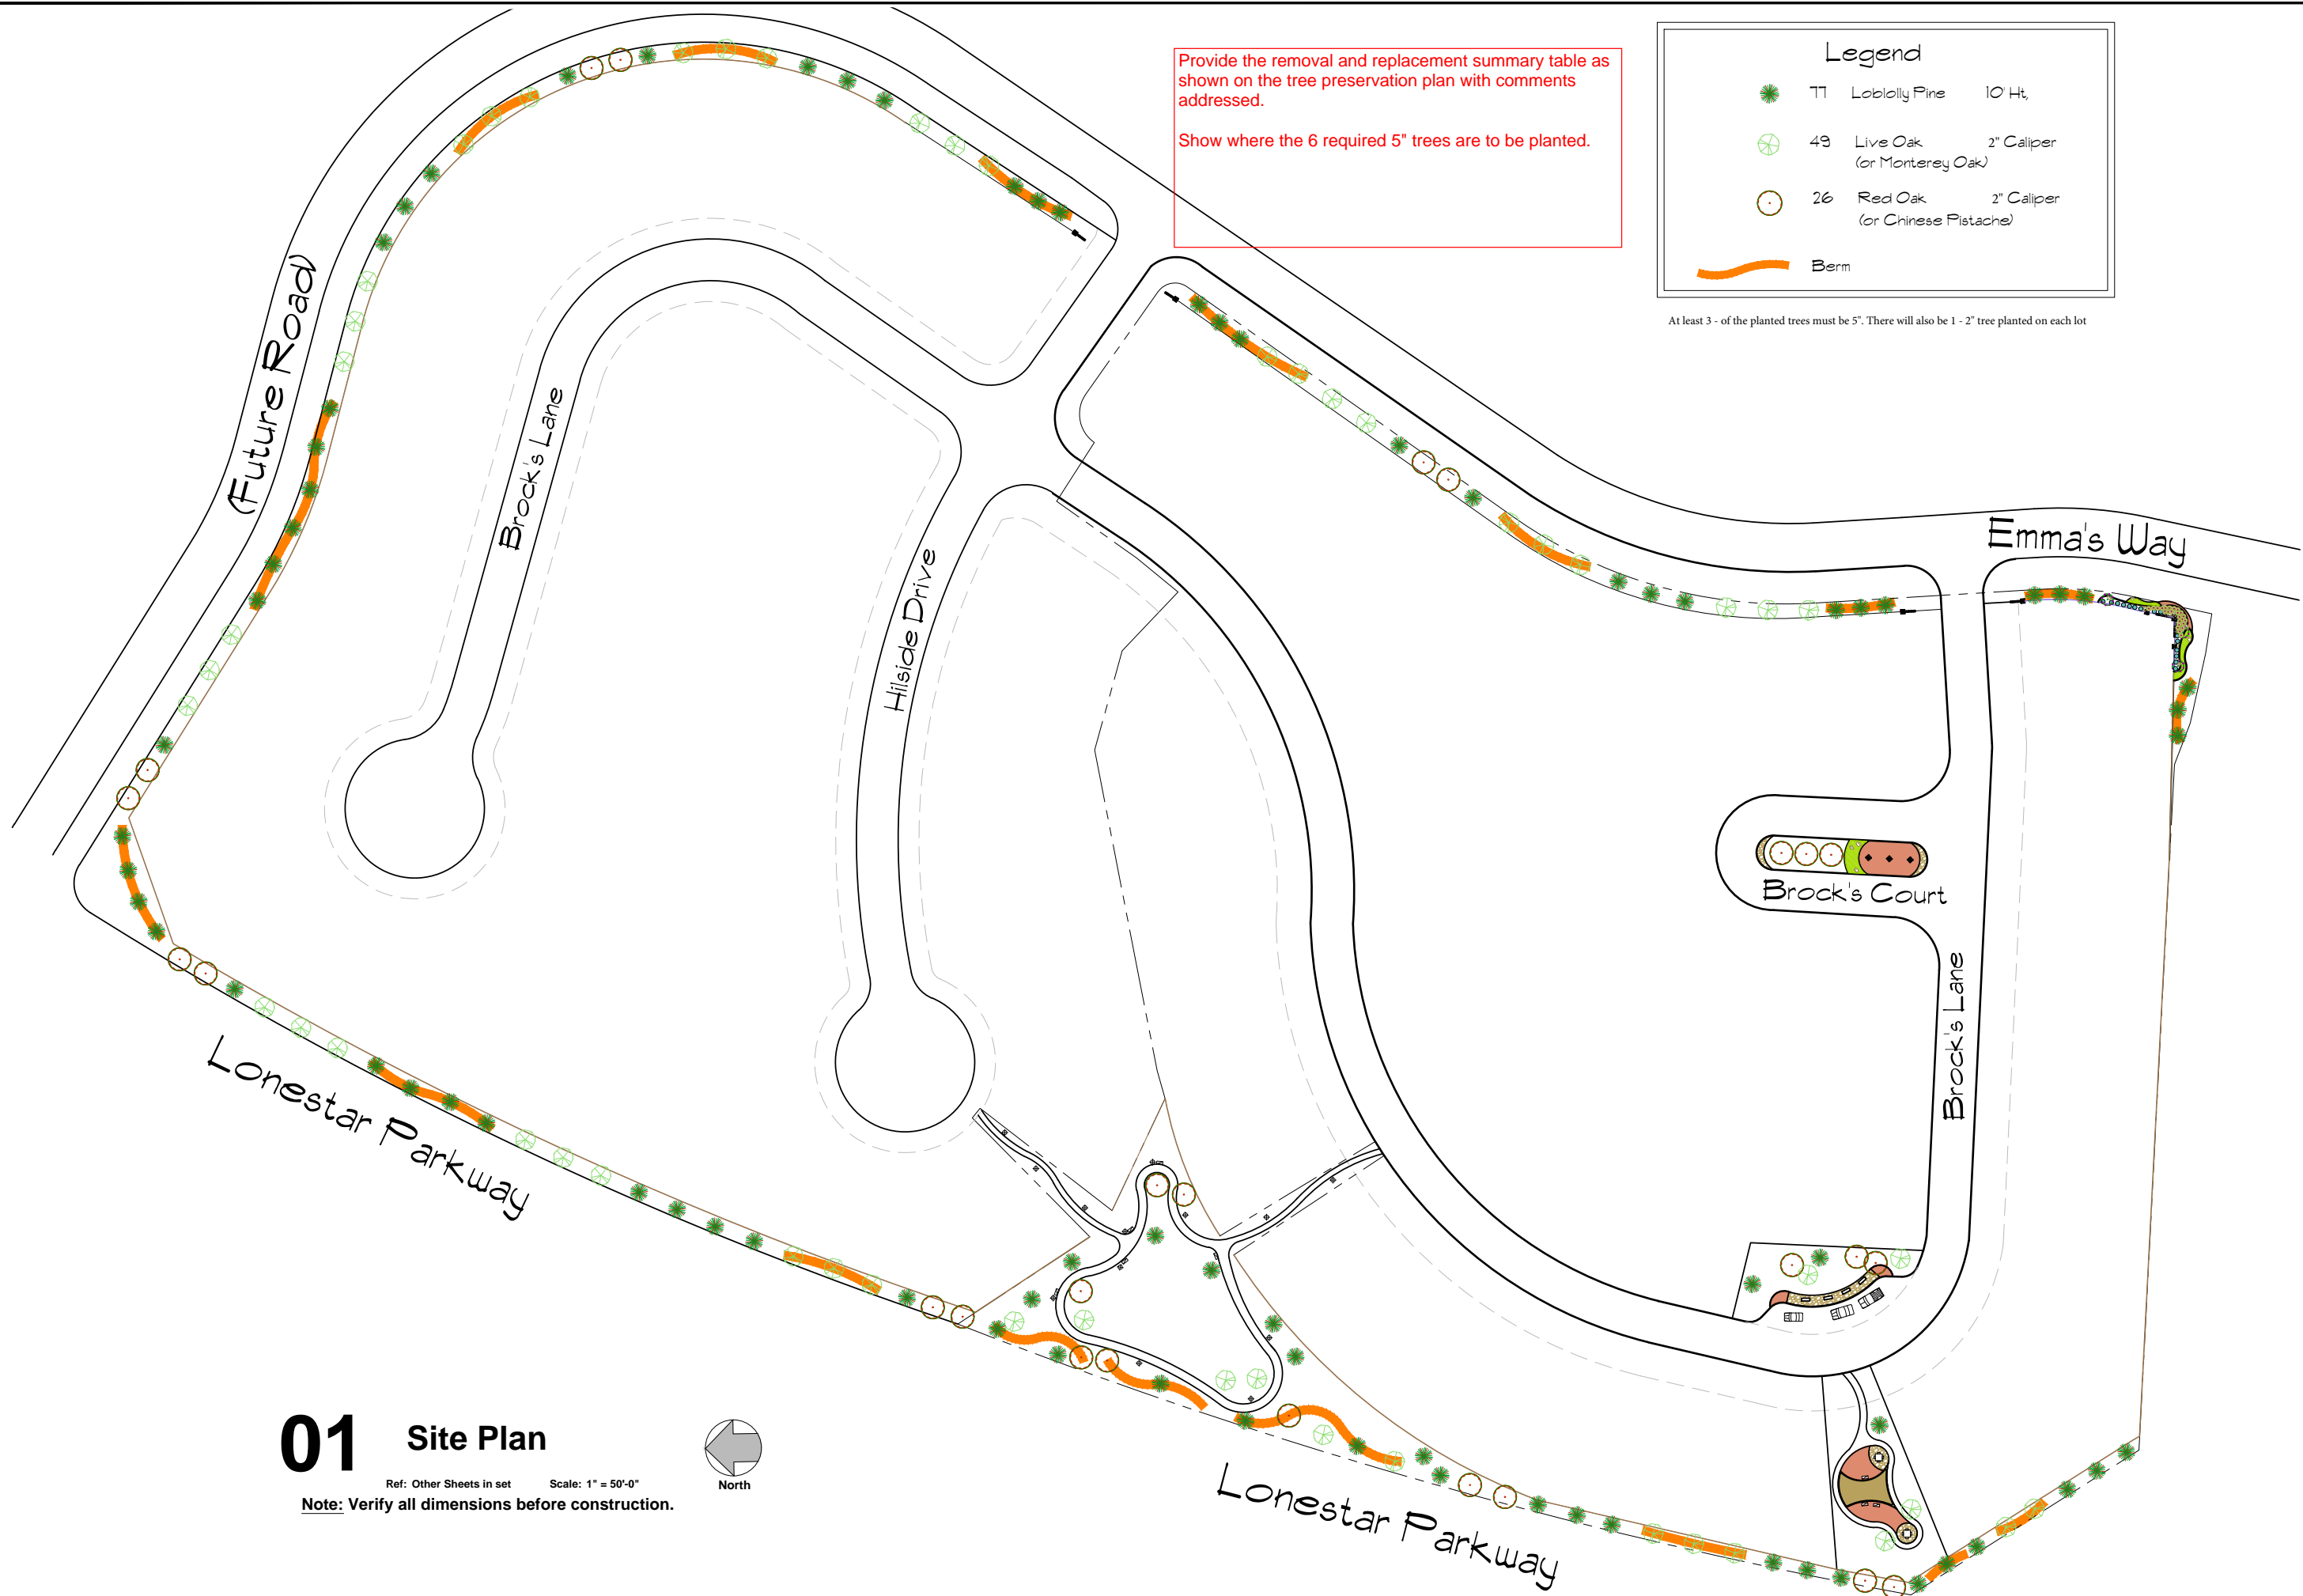 Provide the removal and replacement summary table as
shown on the tree preservation plan with comments
addressed.
Show where the 6 required 5" trees are to be planted.
Legend
77 Loblolly Pine 10' Ht,
49 Live Oak 2" Caliper
(or Monterey Oak)
26 Red Oak 2" Caliper
(or Chinese Pistache)
Berm
At least 3 - of the planted trees must be 5". There will also be 1 - 2" tree planted on each lot
(Future Road)
Brock's Lane
Hilside Drive
Emma's Way
Brock's Court
Brock's Lane
Lonestar Parkway
Lonestar Parkway
01 Site Plan
Ref: Other Sheets in set Scale: 1" = 50'-0"
Note: Verify all dimensions before construction.
North